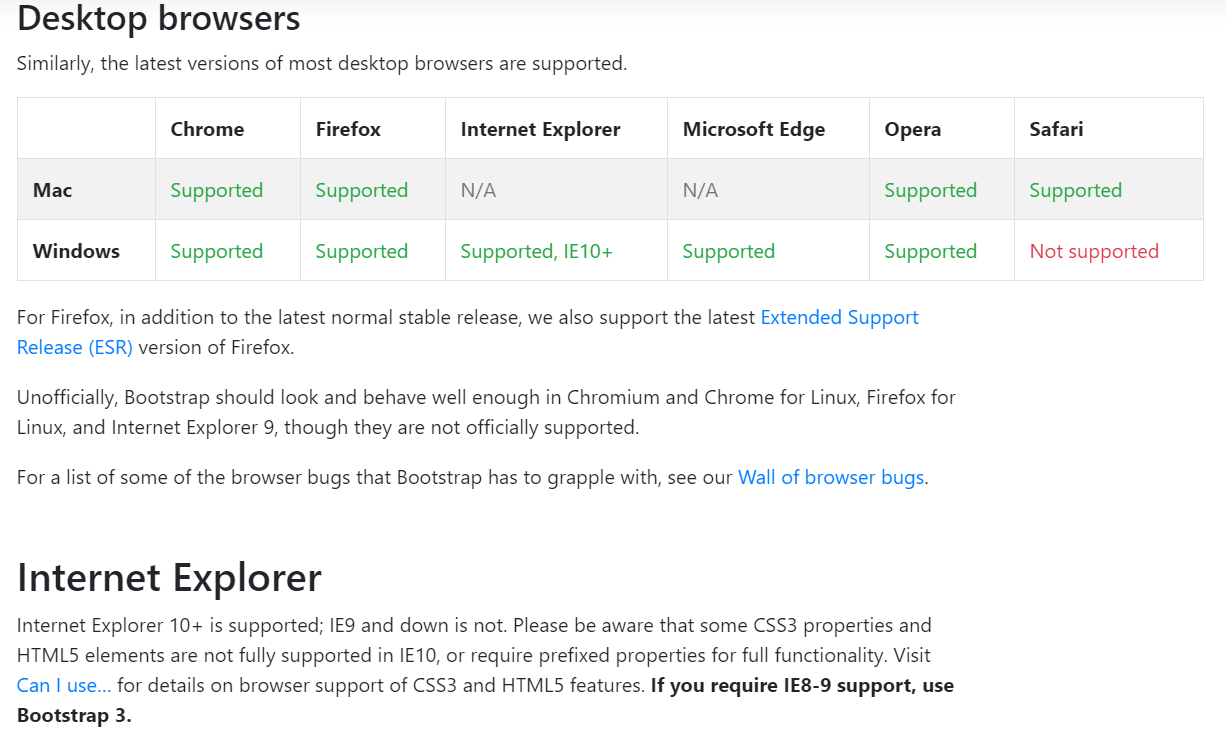 Desktop browsers
Similarly, the latest versions of most desktop browsers are supported.
Chrome Firefox Internet Explorer Microsoft Edge Opera Safari
Mac Supported Supported N/A N/A Supported Supported
Windows Supported Supported Supported, IE10+ Supported Supported Not supported
For Firefox, in addition to the latest normal stable release, we also support the latest Extended Support
Release (ESR) version of Firefox.
Unofficially, Bootstrap should look and behave well enough in Chromium and Chrome for Linux, Firefox for
Linux, and Internet Explorer 9, though they are not officially supported.
For a list of some of the browser bugs that Bootstrap has to grapple with, see our Wall of browser bugs.
Internet Explorer
Internet Explorer 10+ is supported; IE9 and down is not. Please be aware that some CSS3 properties and
HTML5 elements are not fully supported in IE10, or require prefixed properties for full functionality. Visit
Can I use... for details on browser support of CSS3 and HTML5 features. If you require IE8-9 support, use
Bootstrap 3.